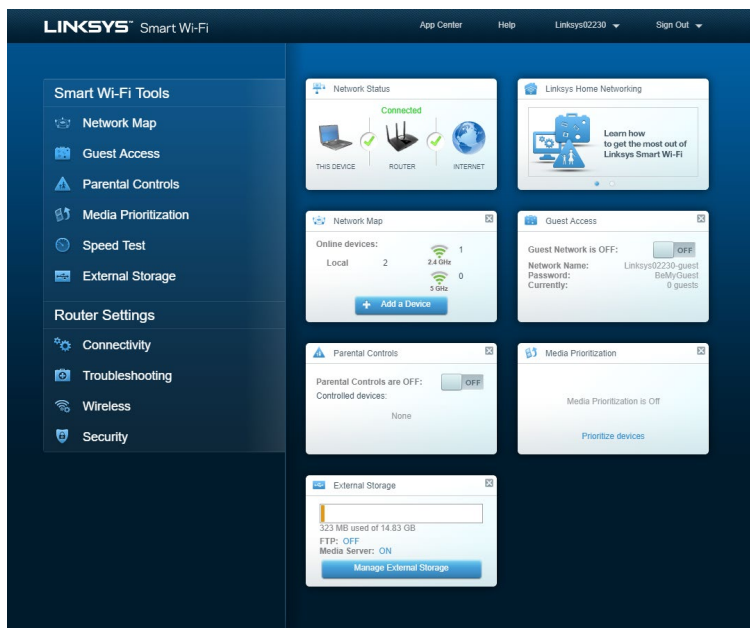 LINKSYS™ Smart Wi-Fi
App Center
Help
Linksys02230
Sign Out
Smart Wi-Fi Tools
Network Map
Guest Access
Parental Controls
Media Prioritization
Speed Test
External Storage
Router Settings
Connectivity
Troubleshooting
Wireless
Security
Network Status
Connected
THIS DEVICE
ROUTER
INTERNET
Linksys Home Networking
Learn how
to get the most out of
Linksys Smart Wi-Fi
Network Map
Online devices:
Local 2
1
2.4 GHz
0
5 GHz
+ Add a Device
Guest Access
Guest Network is OFF: OFF
Network Name: Linksys02230-guest
Password: BeMyGuest
Currently: 0 guests
Parental Controls
Parental Controls are OFF: OFF
Controlled devices:
None
Media Prioritization
Media Prioritization is Off
Prioritize devices
External Storage
323 MB used of 14.83 GB
FTP: OFF
Media Server: ON
Manage External Storage